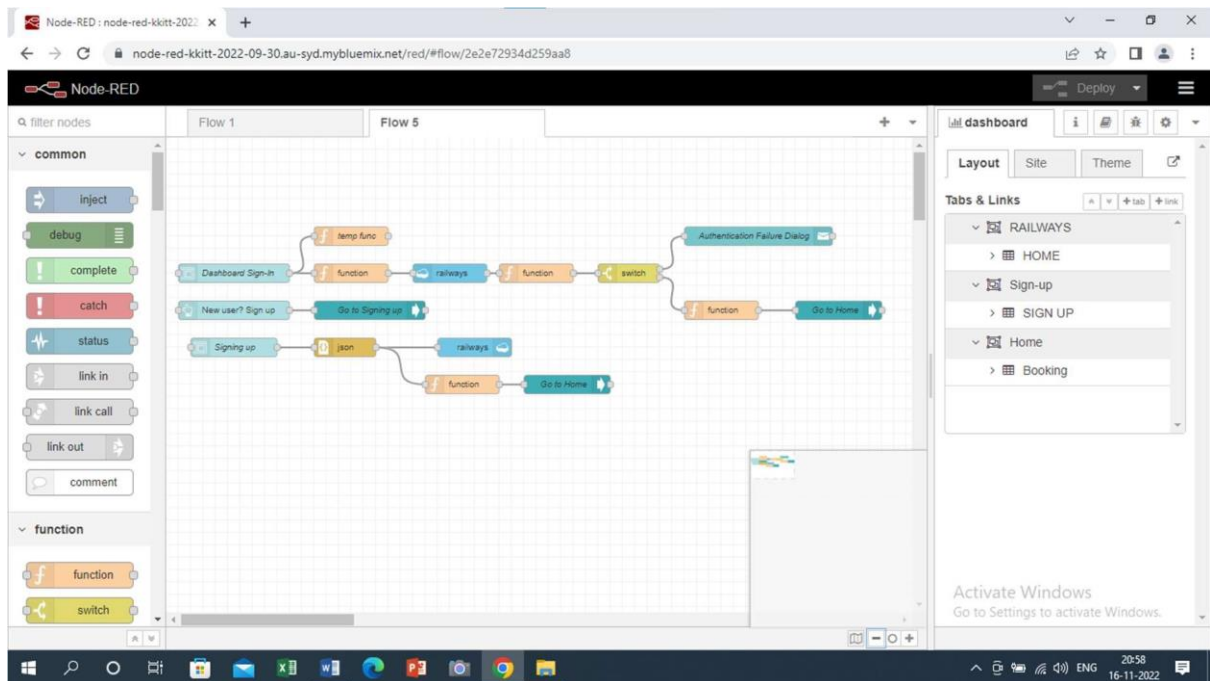 Node-RED : node-red-kkitt-2022
node-red-kkitt-2022-09-30.au-syd.mybluemix.net/red/#flow/2e2e72934d259aa8
Node-RED
Deploy
filter nodes
Flow 1
Flow 5
dashboard
i
common
inject
debug
complete
catch
status
link in
link call
link out
comment
function
function
switch
temp func
Authentication Failure Dialog
Dashboard Sign-In
function
railways
function
switch
New user? Sign up
Go to Signing up
function
Go to Home
Signing up
json
railways
function
Go to Home
Layout
Site
Theme
Tabs & Links
+ tab
+ link
RAILWAYS
HOME
Sign-up
SIGN UP
Home
Booking
Activate Windows
Go to Settings to activate Windows.
ENG
20:58
16-11-2022